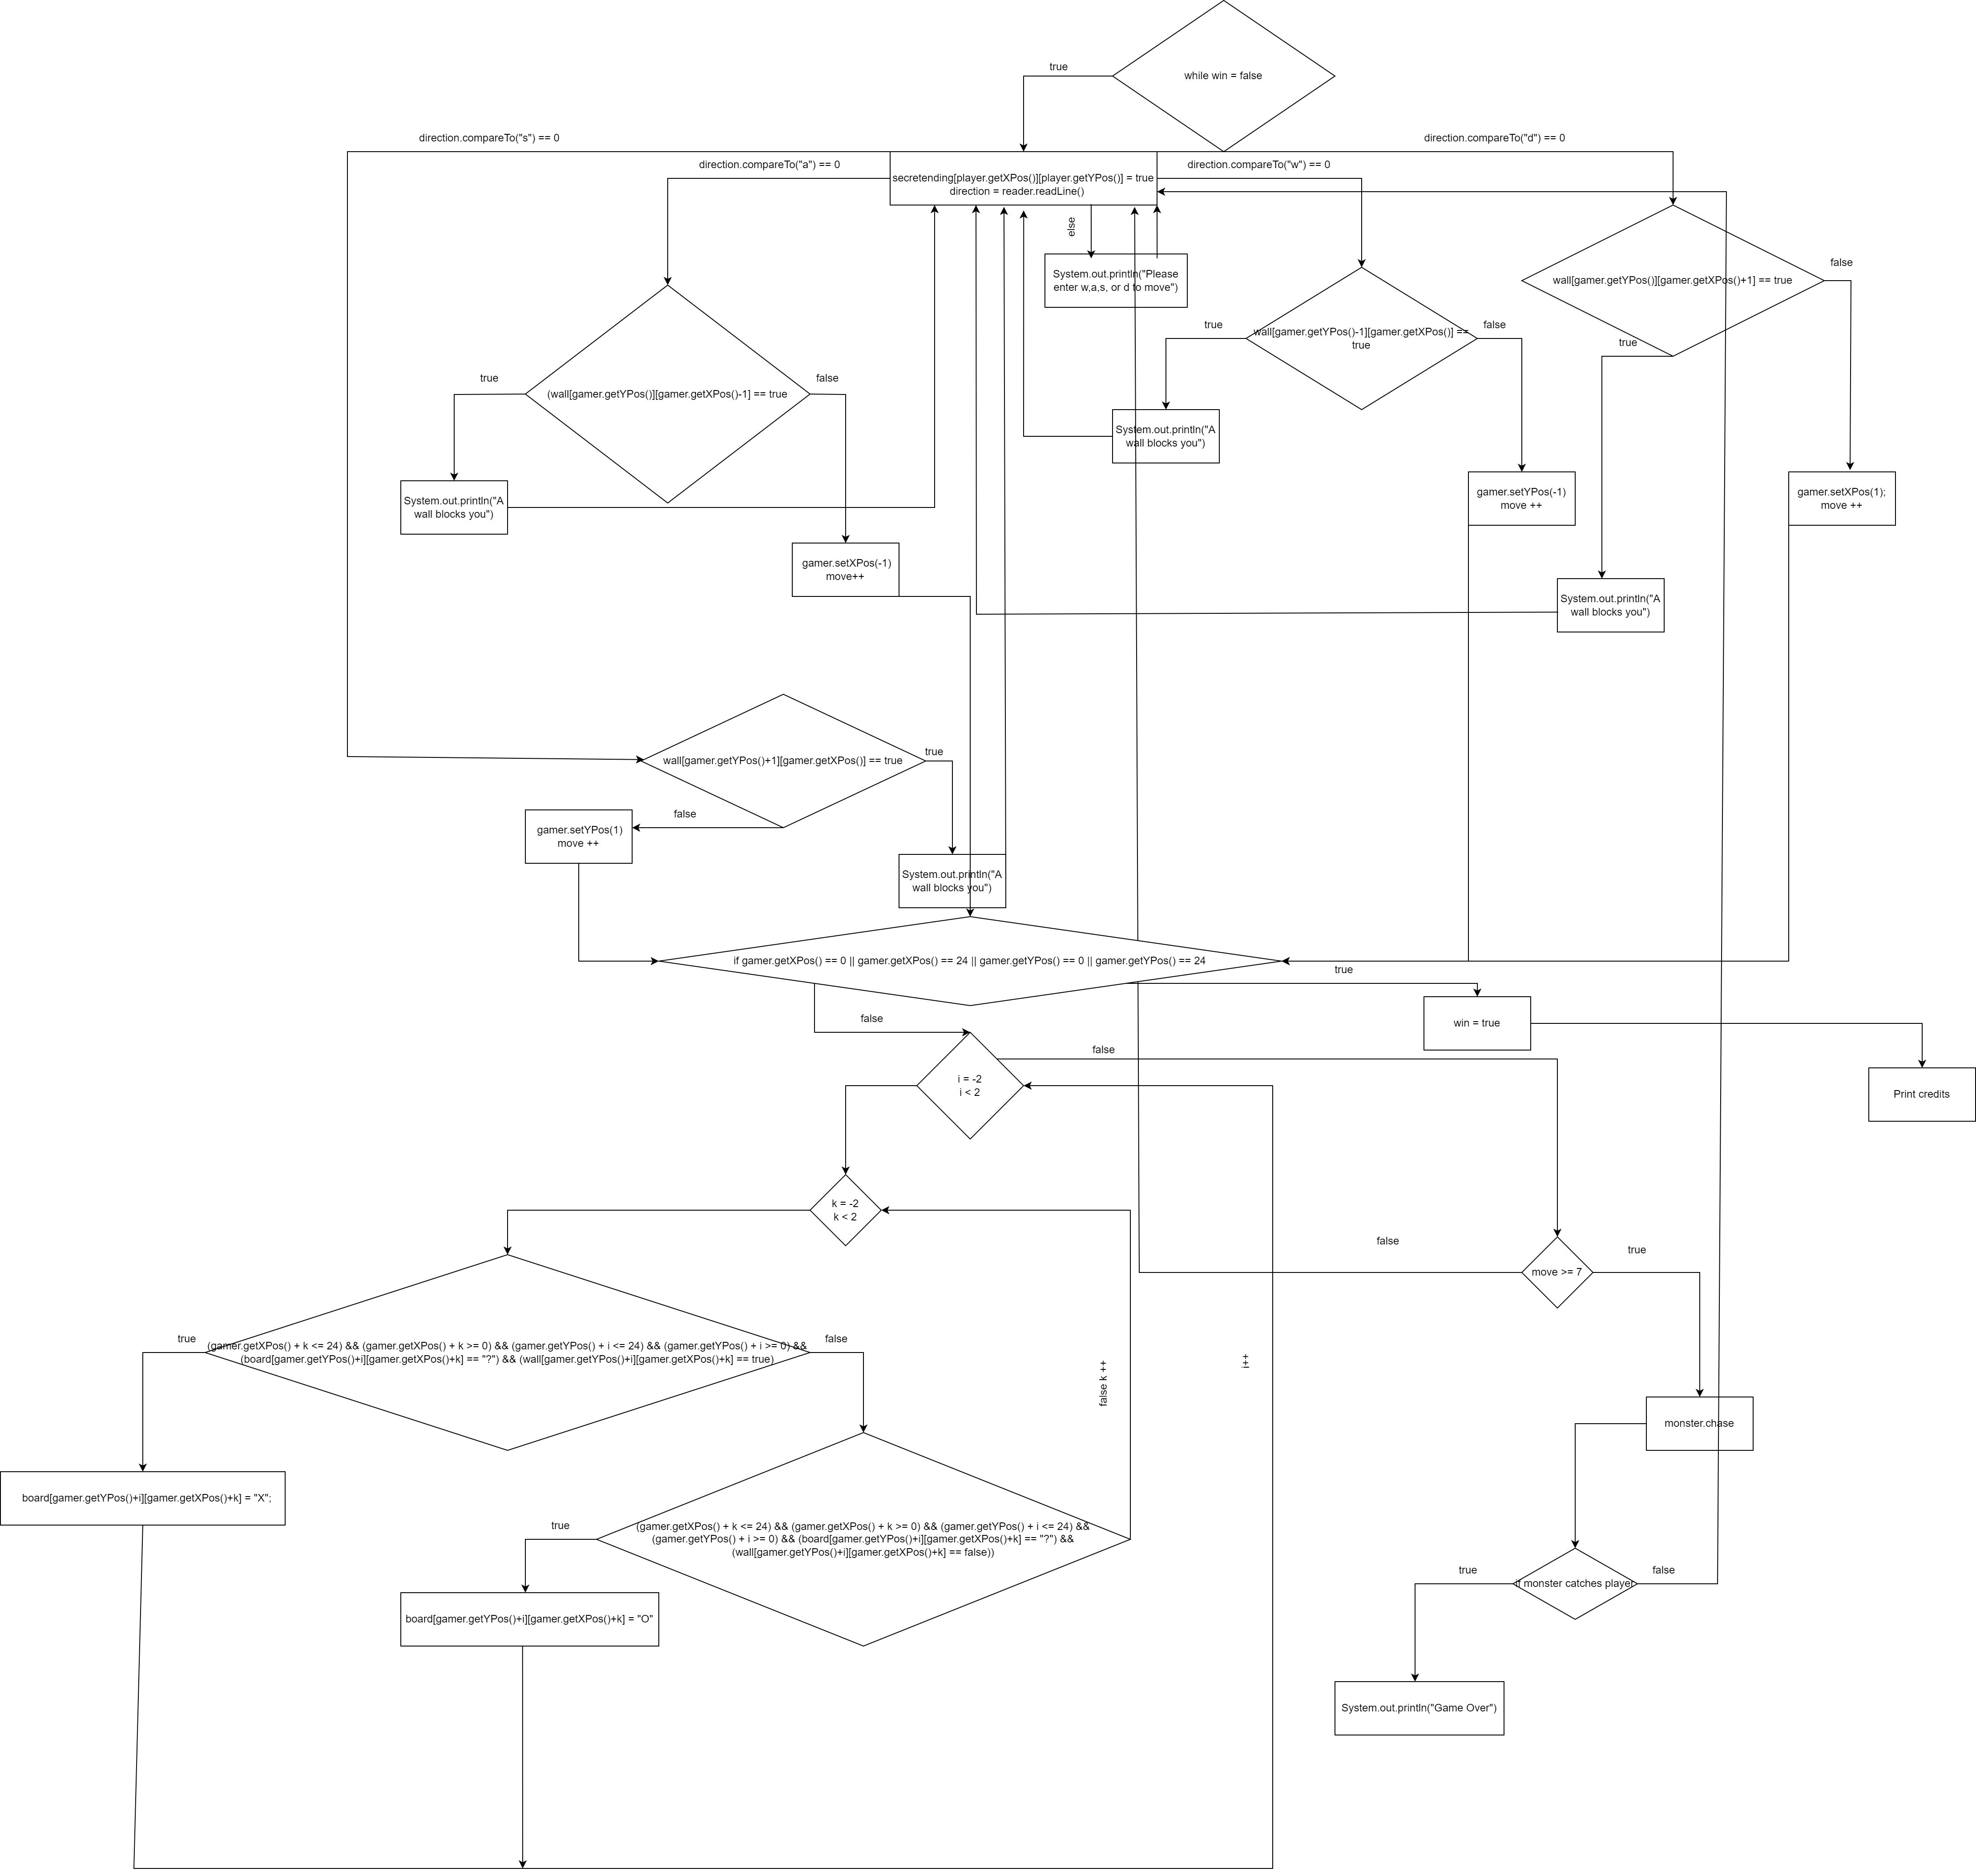 while win = false
true
direction.compareTo("s") == 0
direction.compareTo("d") == 0
direction.compareTo("a") == 0
direction.compareTo("w") == 0
secretending[player.getXPos()][player.getYPos()] = true
direction = reader.readLine()
else
System.out.println("Please
enter w,a,s, or d to move")
wall[gamer.getYPos()][gamer.getXPos()+1] == true
false
true
true
wall[gamer.getYPos()-1][gamer.getXPos()] ==
true
false
true
(wall[gamer.getYPos()][gamer.getXPos()-1] == true
false
System.out.println("A
wall blocks you")
System.out.println("A
wall blocks you")
gamer.setYPos(-1)
move ++
gamer.setXPos(1);
move ++
gamer.setXPos(-1)
move++
System.out.println("A
wall blocks you")
wall[gamer.getYPos()+1][gamer.getXPos()] == true
true
false
gamer.setYPos(1)
move ++
System.out.println("A
wall blocks you")
if gamer.getXPos() == 0 || gamer.getXPos() == 24 || gamer.getYPos() == 0 || gamer.getYPos() == 24
true
false
win = true
Print credits
i = -2
i < 2
false
k = -2
k < 2
false
move >= 7
true
true
(gamer.getXPos() + k <= 24) && (gamer.getXPos() + k >= 0) && (gamer.getYPos() + i <= 24) && (gamer.getYPos() + i >= 0) &&
(board[gamer.getYPos()+i][gamer.getXPos()+k] == "?") && (wall[gamer.getYPos()+i][gamer.getXPos()+k] == true)
false
false k ++
i++
monster.chase
board[gamer.getYPos()+i][gamer.getXPos()+k] = "X";
true
(gamer.getXPos() + k <= 24) && (gamer.getXPos() + k >= 0) && (gamer.getYPos() + i <= 24) &&
(gamer.getYPos() + i >= 0) && (board[gamer.getYPos()+i][gamer.getXPos()+k] == "?") &&
(wall[gamer.getYPos()+i][gamer.getXPos()+k] == false))
board[gamer.getYPos()+i][gamer.getXPos()+k] = "O"
true
if monster catches player
false
System.out.println("Game Over")